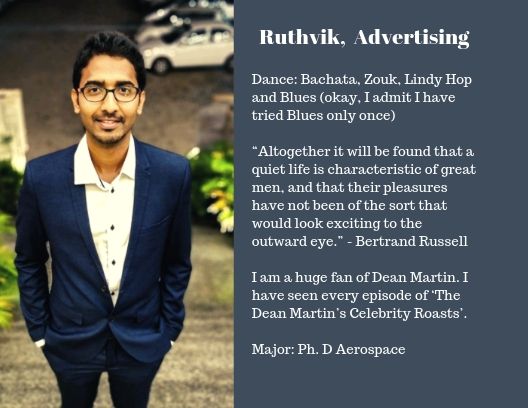 Ruthvik, Advertising
Dance: Bachata, Zouk, Lindy Hop
and Blues (okay, I admit I have
tried Blues only once)
“Altogether it will be found that a
quiet life is characteristic of great
men, and that their pleasures
have not been of the sort that
would look exciting to the
outward eye.” - Bertrand Russell
I am a huge fan of Dean Martin. I
have seen every episode of ‘The
Dean Martin’s Celebrity Roasts’.
Major: Ph. D Aerospace